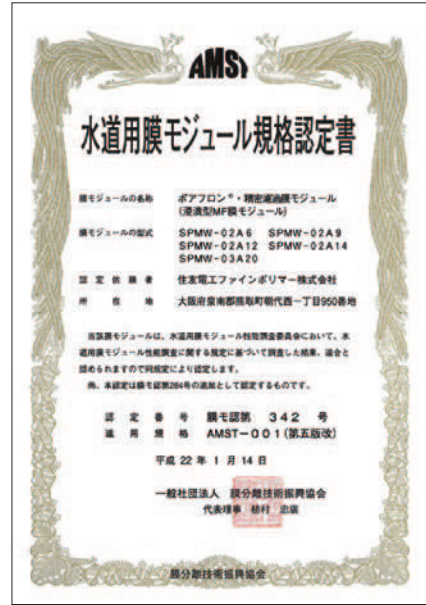 AMST
水道用膜モジュール規格認定書
膜モジュールの名称 ポアフロン®・精密濾過膜モジュール
(浸漬型MF膜モジュール)
膜モジュールの型式 SPMW-02A6 SPMW-02A9
SPMW-02A12 SPMW-02A14
SPMW-03A20
認定依頼者 住友電工ファインポリマー株式会社
所在地 大阪府泉南郡熊取町朝代西一丁目950番地
当該膜モジュールは、水道用膜モジュール性能調査委員会において、水
道用膜モジュール性能調査に関する規定に基づいて調査した結果、適合と
認められますので同規定により認定します。
尚、本認定は膜モ認第284号の追加として認定するものです。
認定番号 膜モ認第 342 号
適用規格 AMST-001(第五版改)
平成 22 年 1 月 14 日
一般社団法人 膜分離技術振興協会
代表理事
膜分離技術振興協会